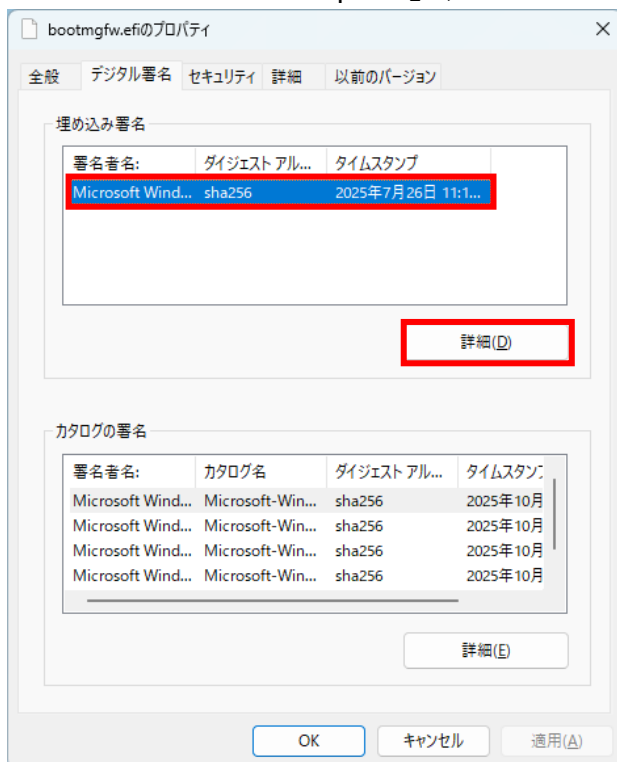 bootmgfw.efiのプロパティ
全般 デジタル署名 セキュリティ 詳細 以前のバージョン
埋め込み署名
署名者名: ダイジェスト アル... タイムスタンプ
Microsoft Wind... sha256 2025年7月26日 11:1...
詳細(D)
カタログの署名
署名者名: カタログ名 ダイジェスト アル... タイムスタンプ
Microsoft Wind... Microsoft-Win... sha256 2025年10月
Microsoft Wind... Microsoft-Win... sha256 2025年10月
Microsoft Wind... Microsoft-Win... sha256 2025年10月
Microsoft Wind... Microsoft-Win... sha256 2025年10月
詳細(E)
OK キャンセル 適用(A)